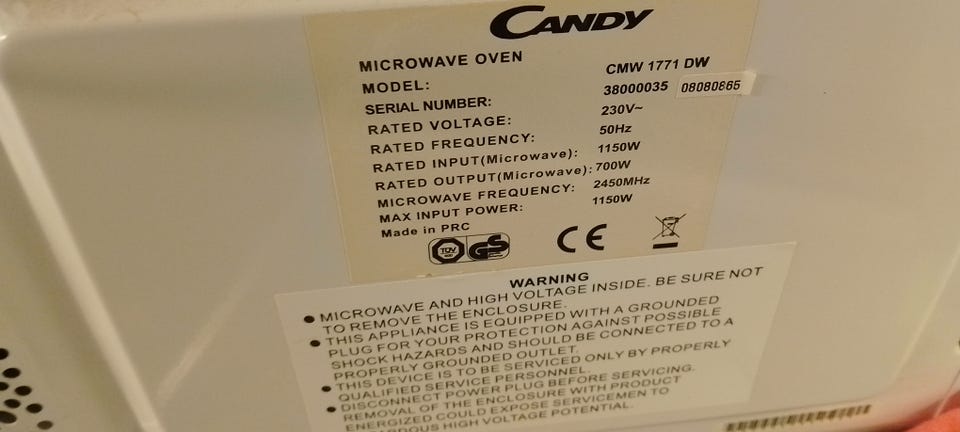 CANDY
MICROWAVE OVEN
MODEL: CMW 1771 DW
SERIAL NUMBER: 38000035 08080865
RATED VOLTAGE: 230V~
RATED FREQUENCY: 50Hz
RATED INPUT(Microwave): 1150W
RATED OUTPUT(Microwave): 700W
MICROWAVE FREQUENCY: 2450MHz
MAX INPUT POWER: 1150W
Made in PRC
TÜV GS CE
WARNING
● MICROWAVE AND HIGH VOLTAGE INSIDE. BE SURE NOT
TO REMOVE THE ENCLOSURE.
● THIS APPLIANCE IS EQUIPPED WITH A GROUNDED
PLUG FOR YOUR PROTECTION AGAINST POSSIBLE
SHOCK HAZARDS AND SHOULD BE CONNECTED TO A
PROPERLY GROUNDED OUTLET.
● THIS DEVICE IS TO BE SERVICED ONLY BY PROPERLY
QUALIFIED SERVICE PERSONNEL.
● DISCONNECT POWER PLUG BEFORE SERVICING.
REMOVAL OF THE ENCLOSURE WITH PRODUCT
ENERGIZED COULD EXPOSE SERVICEMEN TO
HIGH VOLTAGE POTENTIAL.